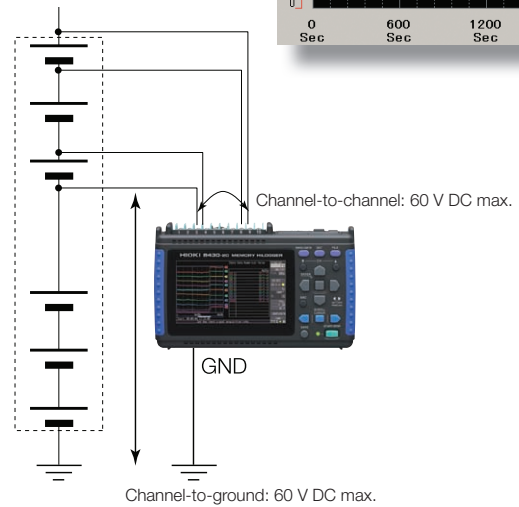 0
0 600 1200
Sec Sec Sec
Channel-to-channel: 60 V DC max.
HIOKI 8430-20 MEMORY HiLOGGER
GND
Channel-to-ground: 60 V DC max.